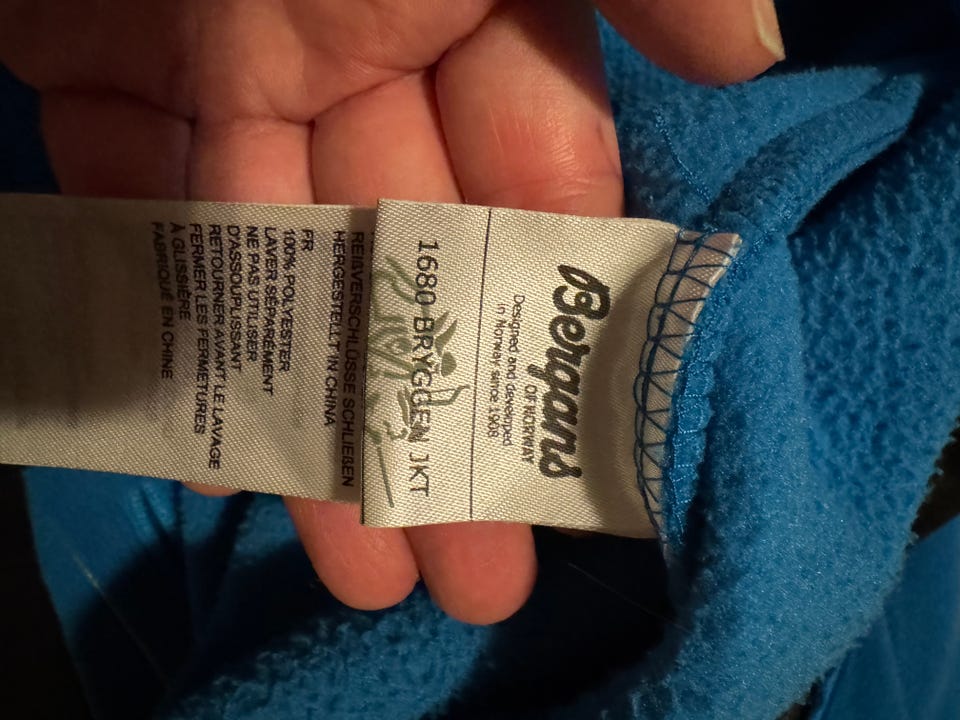 Bergans
OF NORWAY
Designed and developed
in Norway since 1908
1680 BRYGGEN JKT
REIßVERSCHLÜSSE SCHLIEßEN
HERGESTELLT IN CHINA
FR
100% POLYESTER
LAVER SÉPARÉMENT
NE PAS UTILISER
D'ASSOUPLISSANT
RETOURNER AVANT LE LAVAGE
FERMER LES FERMETURES
À GLISSIÈRE
FABRIQUÉ EN CHINE